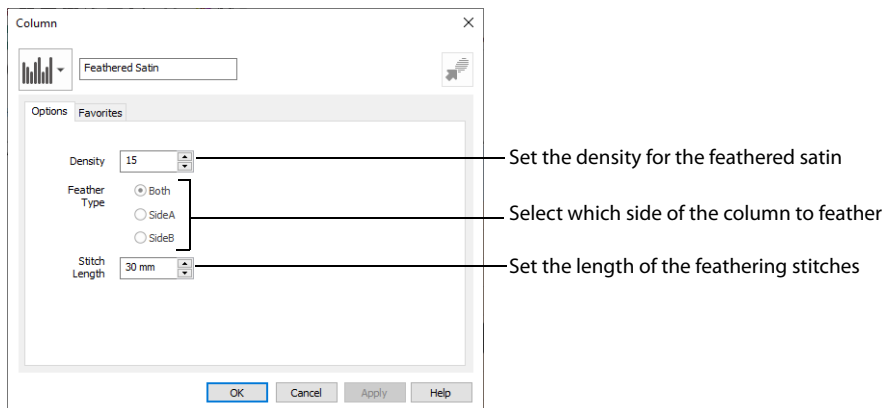 Column
Feathered Satin
Options Favorites
Density 15
Set the density for the feathered satin
Feather
Type
Both
SideA
SideB
Select which side of the column to feather
Stitch
Length
30 mm
Set the length of the feathering stitches
OK Cancel Apply Help